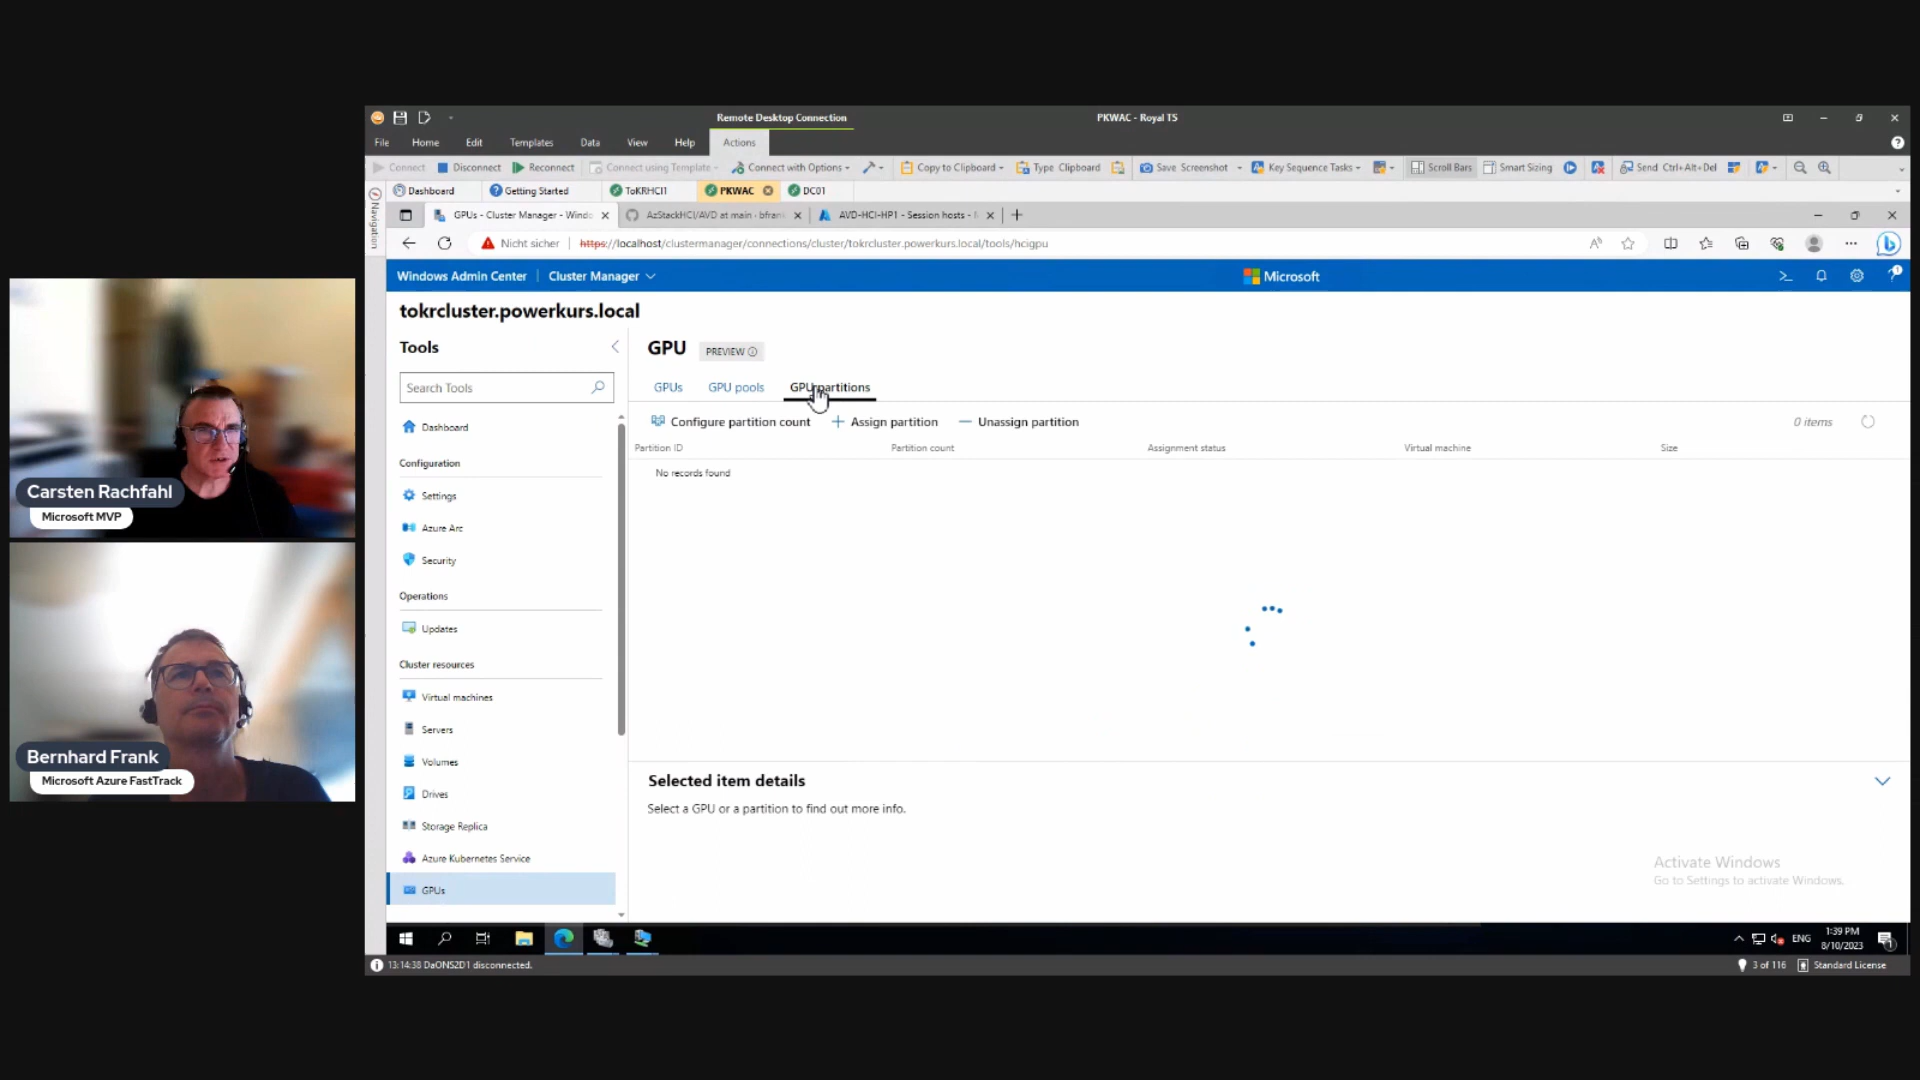 Remote Desktop Connection
PKWAC - Royal TS
File Home Edit Templates Data View Help Actions
Connect Disconnect Reconnect Connect using Template Connect with Options Copy to Clipboard Type Clipboard Save Screenshot Key Sequence Tasks Scroll Bars Smart Sizing Send Ctrl+Alt+Del
Navigation
Dashboard Getting Started ToKRHCI1 PKWAC DC01
GPUs - Cluster Manager - Windo AzStackHCI/AVD at main · bfran AVD-HCI-HP1 - Session hosts -
Nicht sicher https://localhost/clustermanager/connections/cluster/tokrcluster.powerkurs.local/tools/hcigpu
Windows Admin Center Cluster Manager Microsoft
tokrcluster.powerkurs.local
Tools
Search Tools
Dashboard
Configuration
Settings
Azure Arc
Security
Operations
Updates
Cluster resources
Virtual machines
Servers
Volumes
Drives
Storage Replica
Azure Kubernetes Service
GPUs
GPU PREVIEW
GPUs GPU pools GPU partitions
Configure partition count Assign partition Unassign partition 0 items
Partition ID Partition count Assignment status Virtual machine Size
No records found
Selected item details
Select a GPU or a partition to find out more info.
Activate Windows
Go to Settings to activate Windows.
ENG 1:39 PM
8/10/2023
13:14:38 DaONS2D1 disconnected.
3 of 116 Standard License
Carsten Rachfahl
Microsoft MVP
Bernhard Frank
Microsoft Azure FastTrack